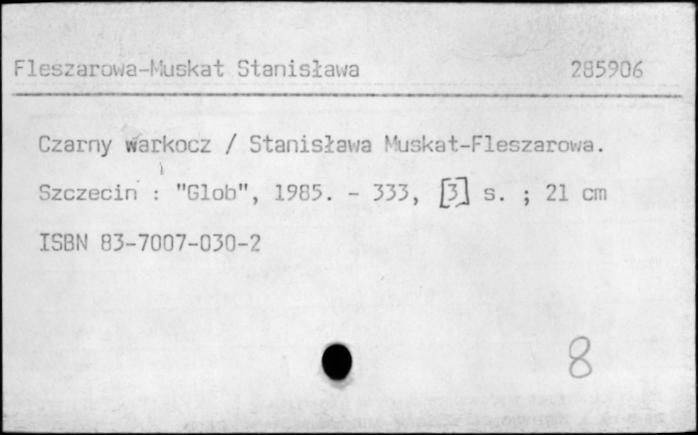 Fleszarowa-Muskat Stanisława 285906
Czarny warkocz / Stanisława Muskat-Fleszarowa.
Szczecin : "Glob", 1985. - 333, [3] s. ; 21 cm
ISBN 83-7007-030-2
8